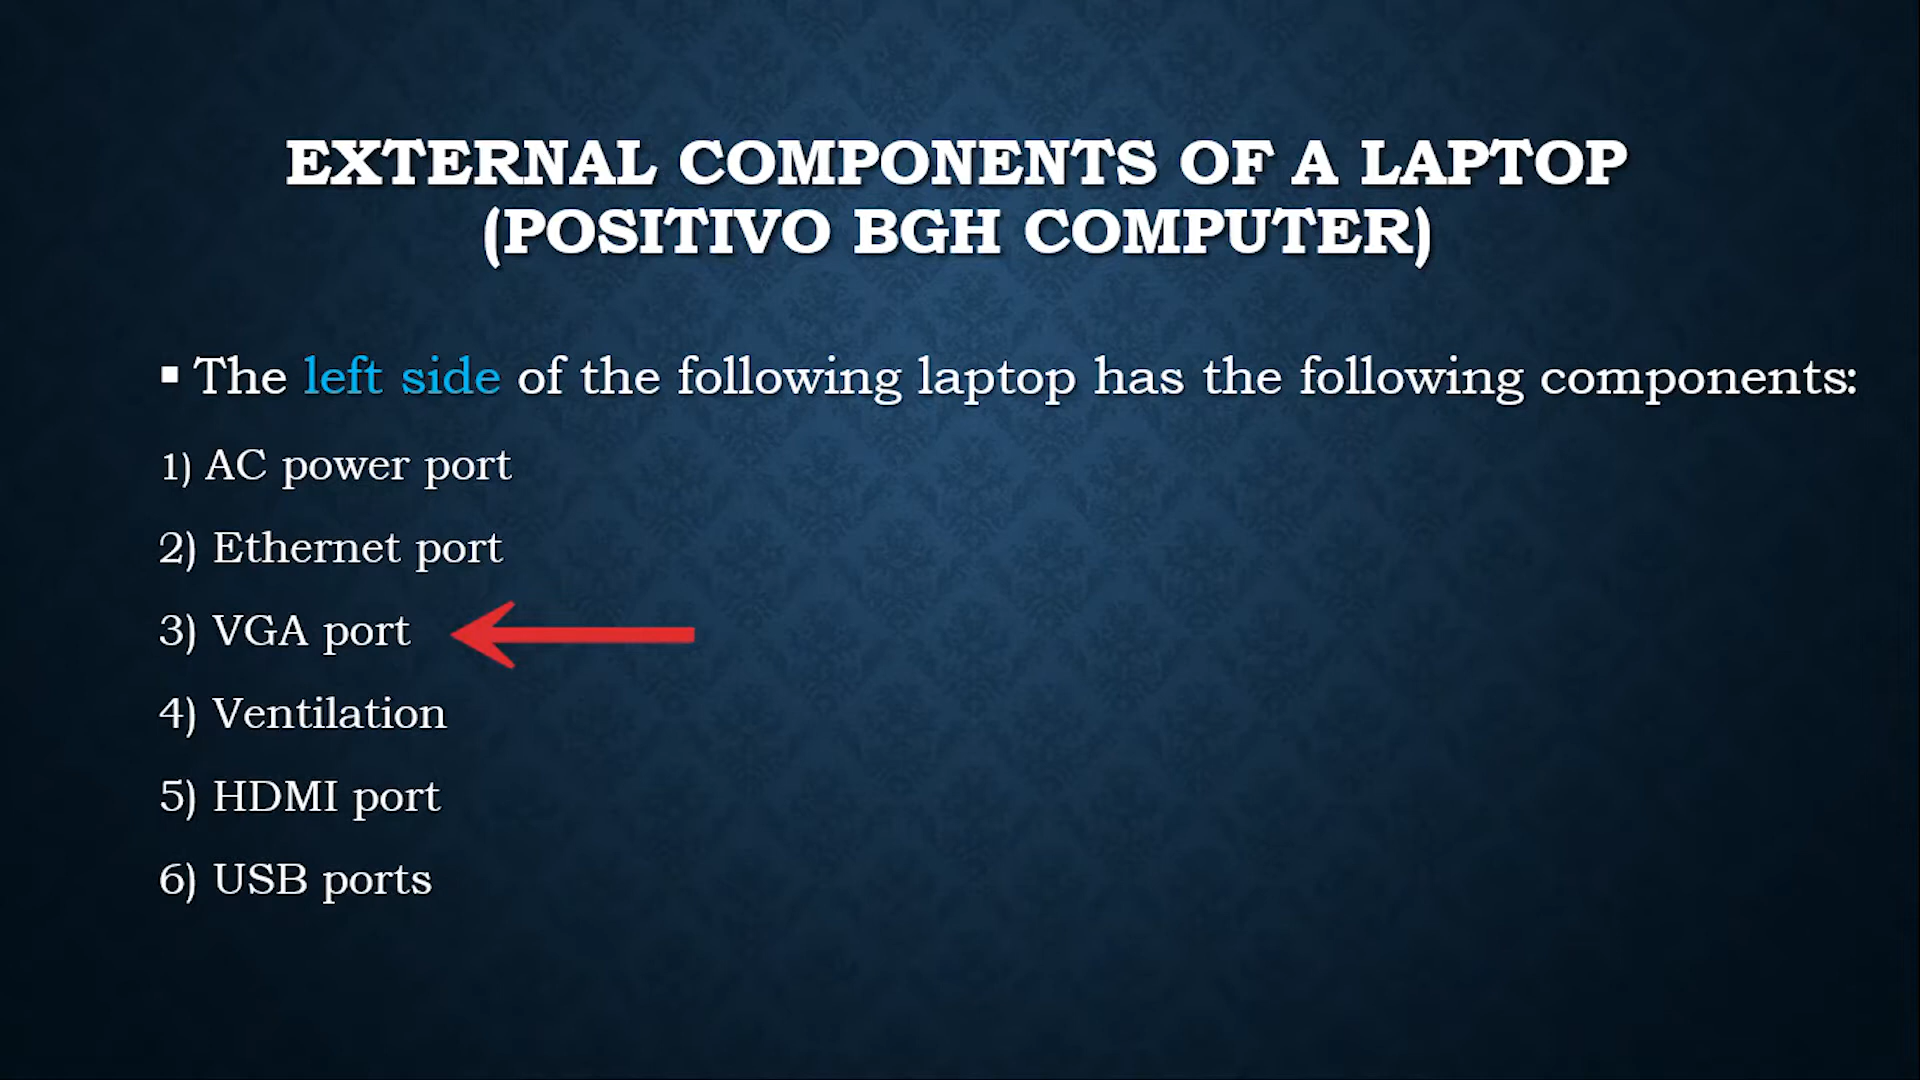 EXTERNAL COMPONENTS OF A LAPTOP
(POSITIVO BGH COMPUTER)
▪ The left side of the following laptop has the following components:
1) AC power port
2) Ethernet port
3) VGA port
4) Ventilation
5) HDMI port
6) USB ports